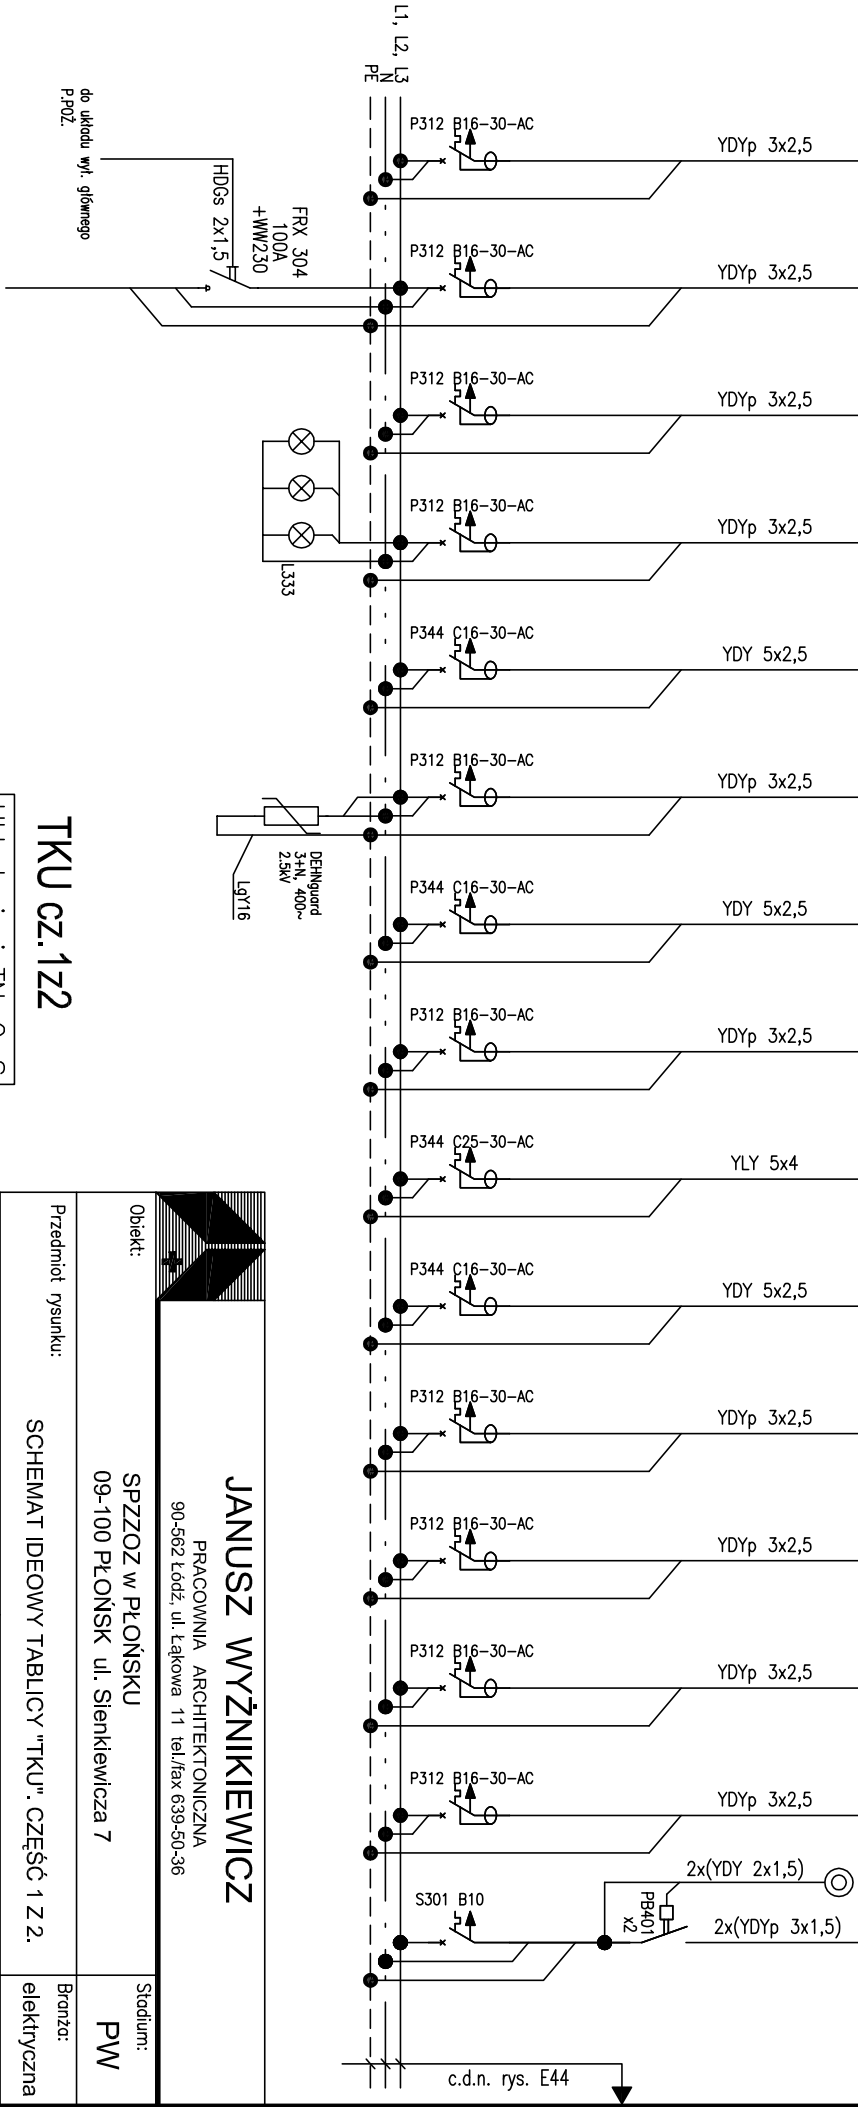 L1, L2, L3
N
PE
P312 B16-30-AC
YDYp 3x2,5
do układu wył. głównego
P.POŻ.
HDGs 2x1,5
FRX 304
100A
+WW230
P312 B16-30-AC
YDYp 3x2,5
P312 B16-30-AC
YDYp 3x2,5
P312 B16-30-AC
YDYp 3x2,5
L333
P344 C16-30-AC
YDY 5x2,5
P312 B16-30-AC
YDYp 3x2,5
DEHNguard
3+N, 400~
2.5kV
LgY16
P344 C16-30-AC
YDY 5x2,5
P312 B16-30-AC
YDYp 3x2,5
P344 C25-30-AC
YLY 5x4
P344 C16-30-AC
YDY 5x2,5
P312 B16-30-AC
YDYp 3x2,5
P312 B16-30-AC
YDYp 3x2,5
P312 B16-30-AC
YDYp 3x2,5
P312 B16-30-AC
YDYp 3x2,5
S301 B10
2x(YDY 2x1,5)
PB401
x2
2x(YDYp 3x1,5)
c.d.n. rys. E44
TKU cz.1z2
JANUSZ WYŻNIKIEWICZ
PRACOWNIA ARCHITEKTONICZNA
90-562 Łódź, ul. Łąkowa 11 tel./fax 639-50-36
Obiekt:
SPZZOZ w PŁOŃSKU
09-100 PŁOŃSK ul. Sienkiewicza 7
Stadium:
PW
Przedmiot rysunku:
SCHEMAT IDEOWY TABLICY "TKU". CZĘŚĆ 1 Z 2.
Branża:
elektryczna